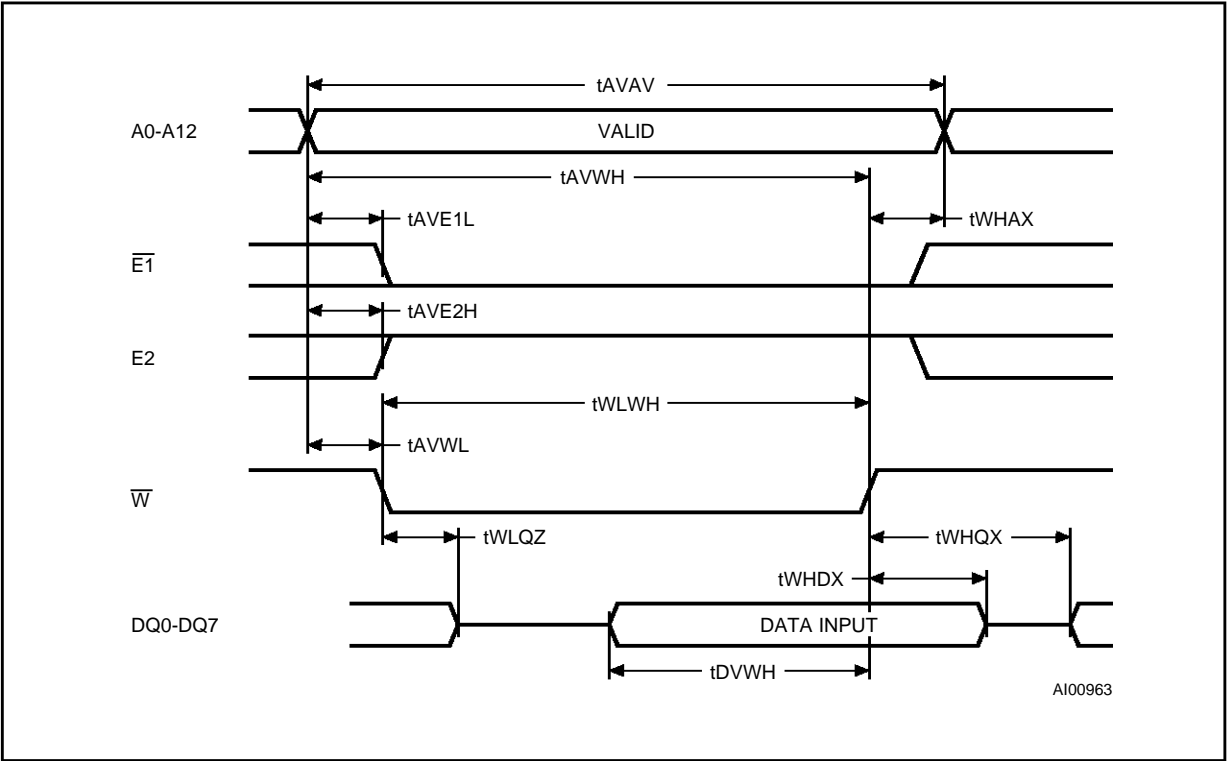 tAVAV
A0-A12
VALID
tAVWH
tAVE1L
tWHAX
E1
tAVE2H
E2
tWLWH
tAVWL
W
tWLQZ
tWHQX
tWHDX
DQ0-DQ7
DATA INPUT
tDVWH
AI00963